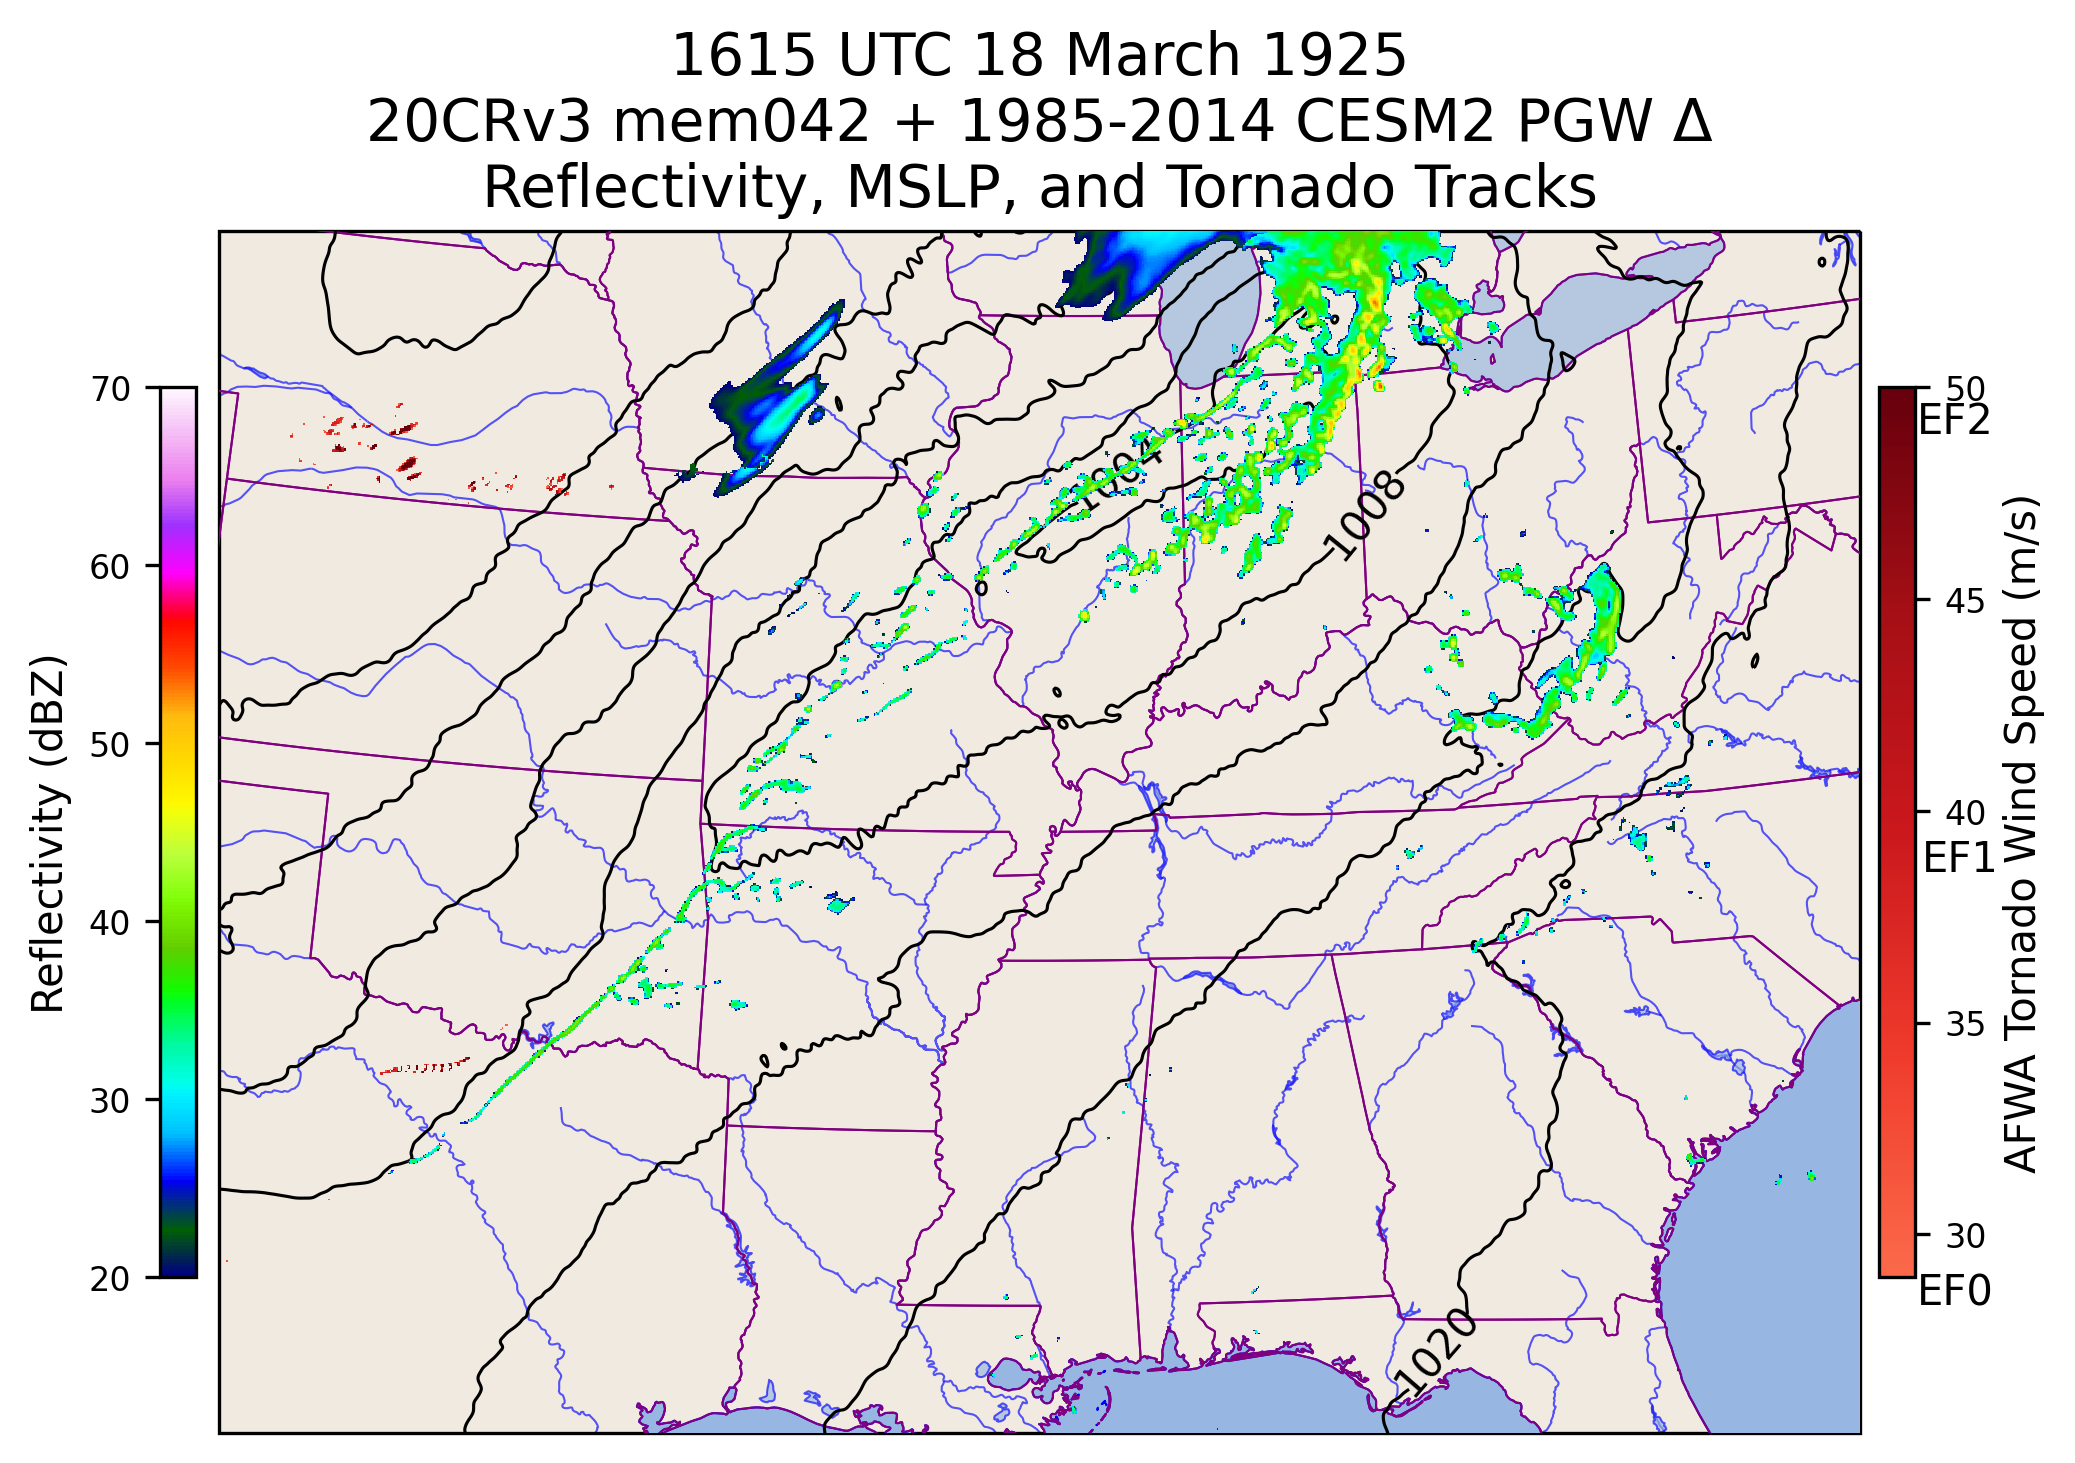 1615 UTC 18 March 1925
20CRv3 mem042 + 1985-2014 CESM2 PGW Δ
Reflectivity, MSLP, and Tornado Tracks
Reflectivity (dBZ)
70
60
50
40
30
20
1004
1008
1020
50
EF2
45
40
EF1
35
30
EF0
AFWA Tornado Wind Speed (m/s)